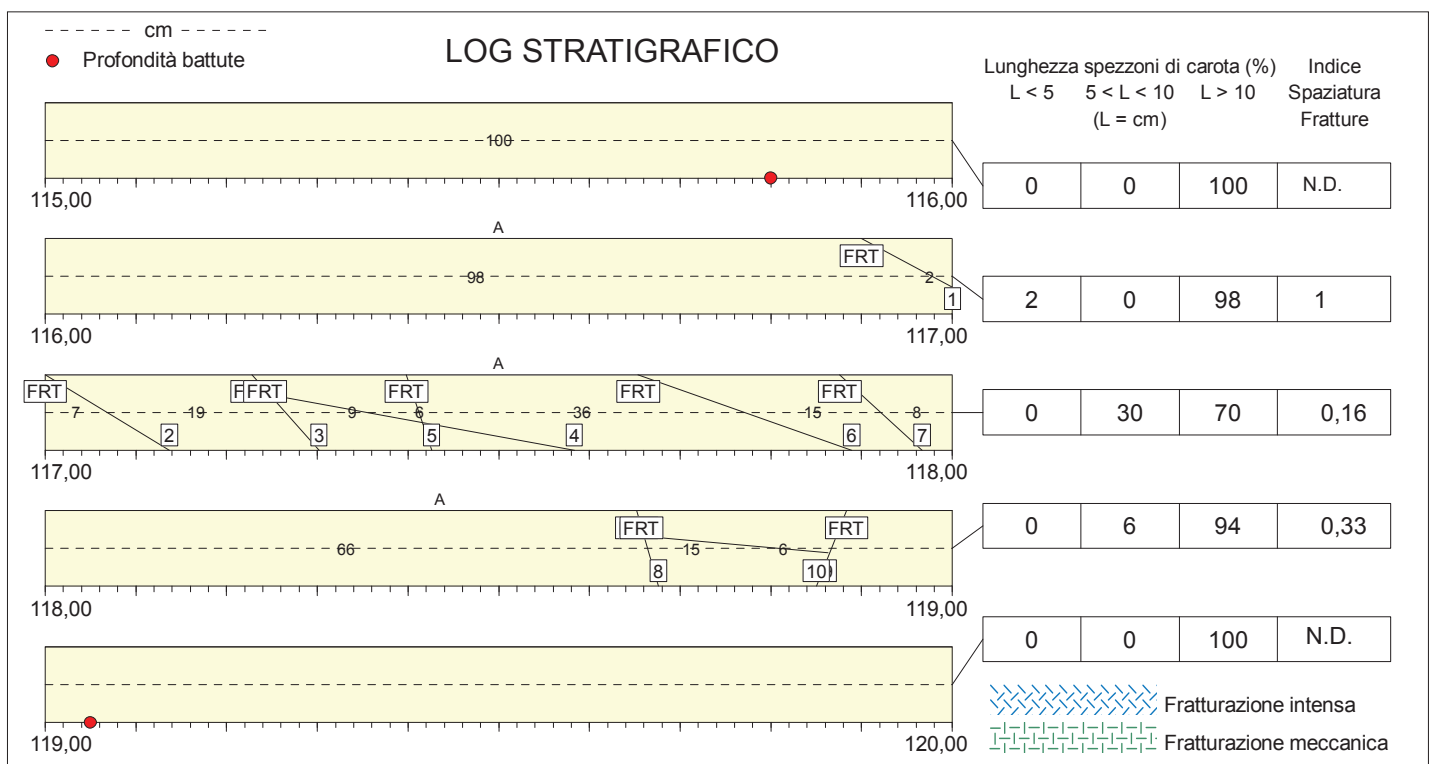 cm
Profondità battute
LOG STRATIGRAFICO
Lunghezza spezzoni di carota (%)
Indice
L < 5
5 < L < 10
L > 10
Spaziatura
(L = cm)
Fratture
100
115,00
116,00
0
0
100
N.D.
A
FRT
98
2
1
116,00
117,00
2
0
98
1
A
FRT
FRT
FRT
FRT
FRT
7
19
9
6
36
15
8
2
3
5
4
6
7
117,00
118,00
0
30
70
0,16
A
FRT
FRT
66
15
6
8
10
118,00
119,00
0
6
94
0,33
0
0
100
N.D.
119,00
120,00
Fratturazione intensa
Fratturazione meccanica